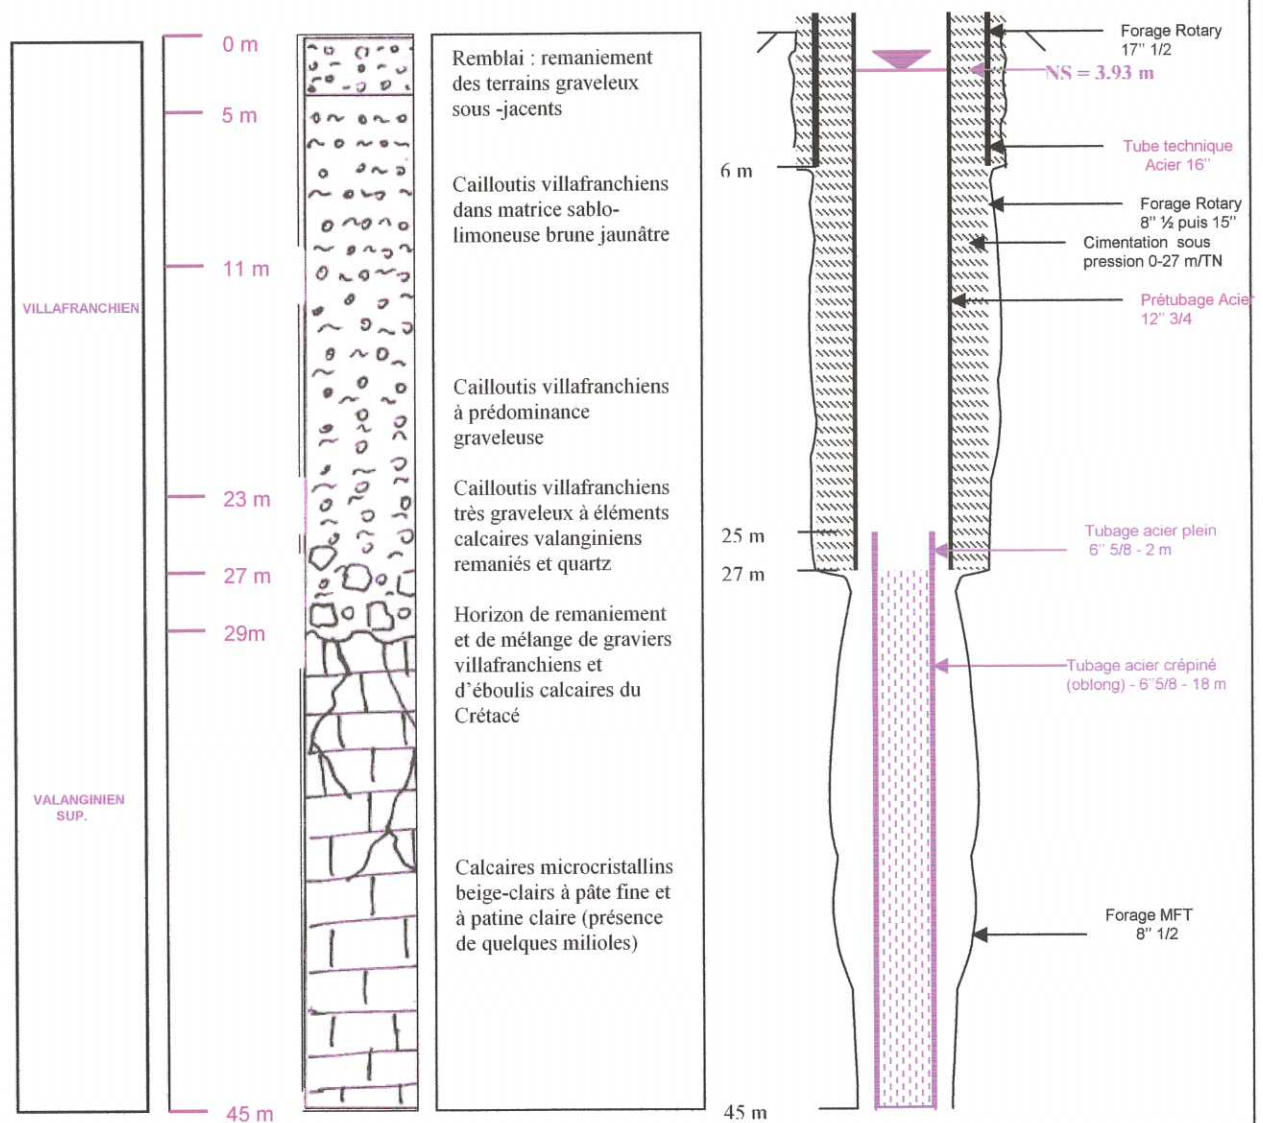 VILLAFRANCHIEN
VALANGINIEN
SUP.
0 m
5 m
11 m
23 m
27 m
29m
45 m
Remblai : remaniement
des terrains graveleux
sous -jacents
Cailloutis villafranchiens
dans matrice sablo-
limoneuse brune jaunâtre
Cailloutis villafranchiens
à prédominance
graveleuse
Cailloutis villafranchiens
très graveleux à éléments
calcaires valanginiens
remaniés et quartz
Horizon de remaniement
et de mélange de graviers
villafranchiens et
d'éboulis calcaires du
Crétacé
Calcaires microcristallins
beige-clairs à pâte fine et
à patine claire (présence
de quelques milioles)
6 m
25 m
27 m
45 m
Forage Rotary
17'' 1/2
NS = 3.93 m
Tube technique
Acier 16''
Forage Rotary
8'' ½ puis 15''
Cimentation sous
pression 0-27 m/TN
Prétubage Acier
12'' 3/4
Tubage acier plein
6'' 5/8 - 2 m
Tubage acier crépiné
(oblong) - 6''5/8 - 18 m
Forage MFT
8'' 1/2